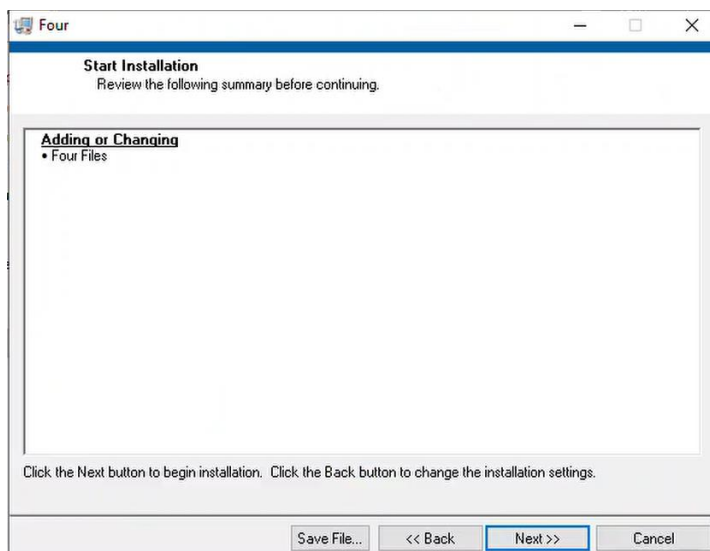 Four
Start Installation
Review the following summary before continuing.
Adding or Changing
• Four Files
Click the Next button to begin installation.  Click the Back button to change the installation settings.
Save File...
<< Back
Next >>
Cancel